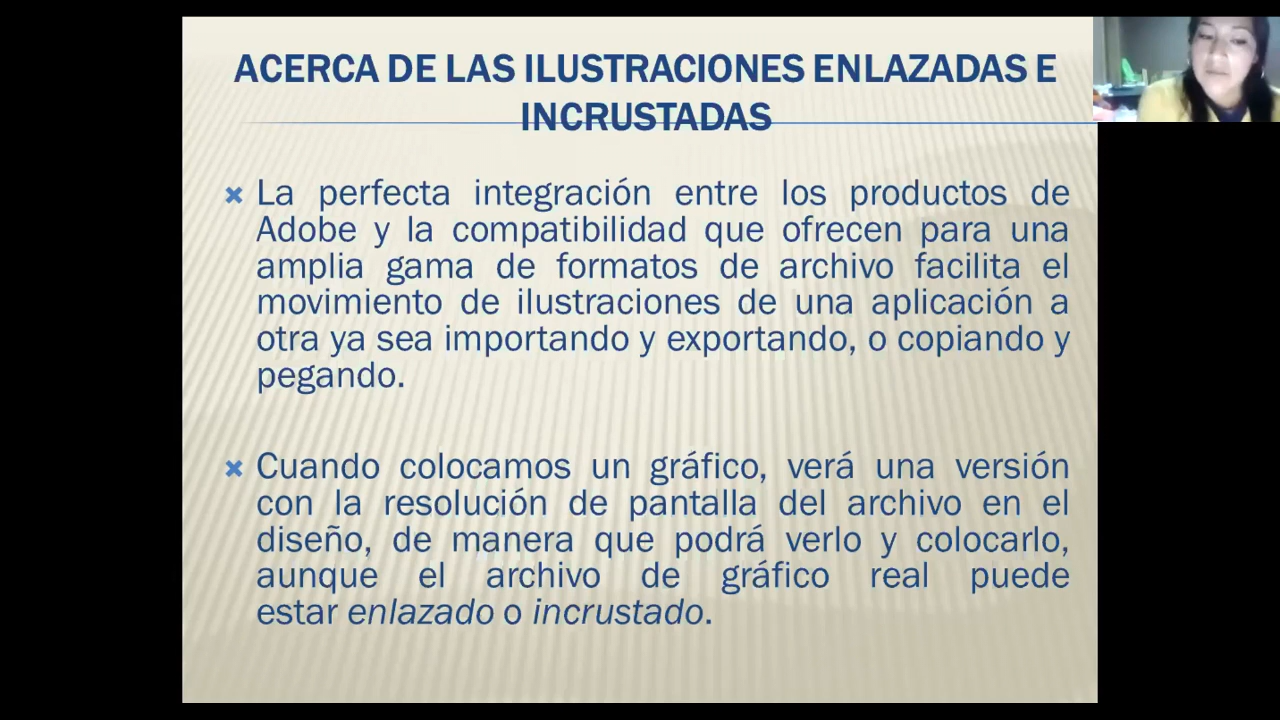 ACERCA DE LAS ILUSTRACIONES ENLAZADAS E
INCRUSTADAS
La perfecta integración entre los productos de
Adobe y la compatibilidad que ofrecen para una
amplia gama de formatos de archivo facilita el
movimiento de ilustraciones de una aplicación a
otra ya sea importando y exportando, o copiando y
pegando.
Cuando colocamos un gráfico, verá una versión
con la resolución de pantalla del archivo en el
diseño, de manera que podrá verlo y colocarlo,
aunque el archivo de gráfico real puede
estar enlazado o incrustado.